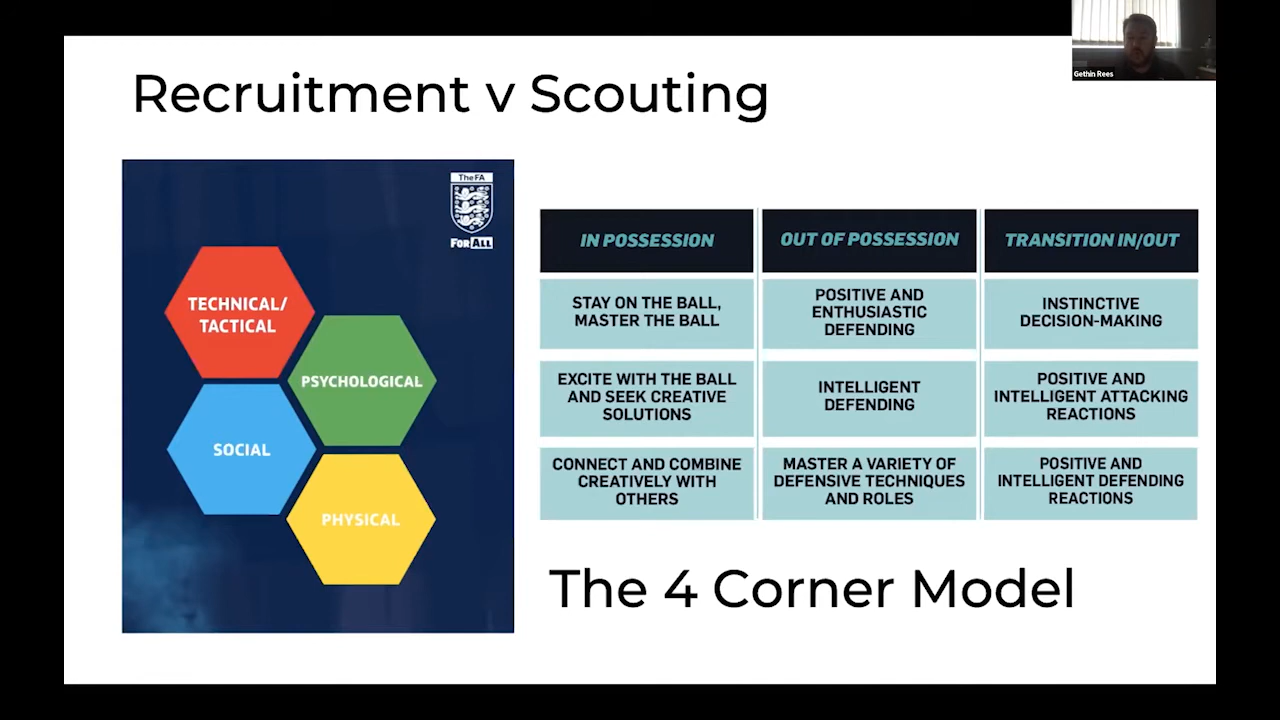 Gethin Rees
Recruitment v Scouting
TheFA
FOR ALL
TECHNICAL/
TACTICAL
PSYCHOLOGICAL
SOCIAL
PHYSICAL
IN POSSESSION
OUT OF POSSESSION
TRANSITION IN/OUT
STAY ON THE BALL,
MASTER THE BALL
POSITIVE AND
ENTHUSIASTIC
DEFENDING
INSTINCTIVE
DECISION-MAKING
EXCITE WITH THE BALL
AND SEEK CREATIVE
SOLUTIONS
INTELLIGENT
DEFENDING
POSITIVE AND
INTELLIGENT ATTACKING
REACTIONS
CONNECT AND COMBINE
CREATIVELY WITH
OTHERS
MASTER A VARIETY OF
DEFENSIVE TECHNIQUES
AND ROLES
POSITIVE AND
INTELLIGENT DEFENDING
REACTIONS
The 4 Corner Model